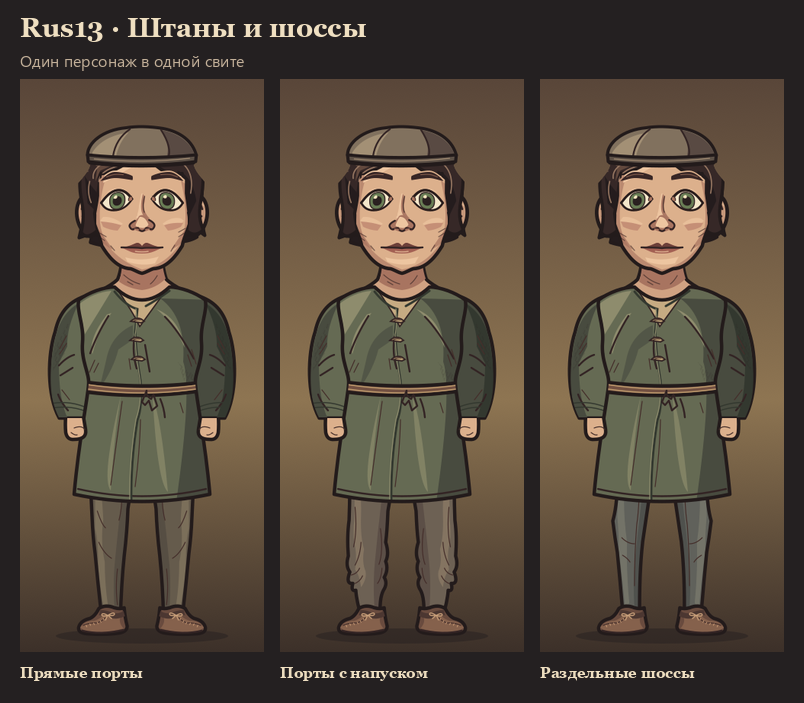 Rus13 · Штаны и шоссы
Один персонаж в одной свите
Прямые порты
Порты с напуском
Раздельные шоссы